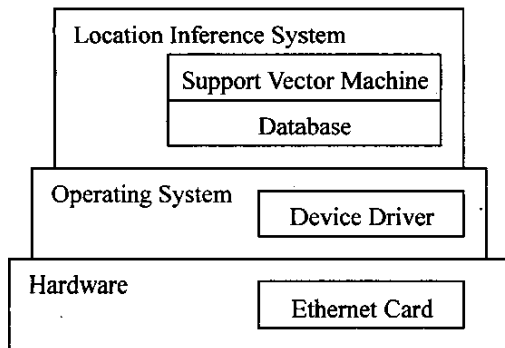 Location Inference System
Support Vector Machine
Database
Operating System
Device Driver
Hardware
Ethernet Card